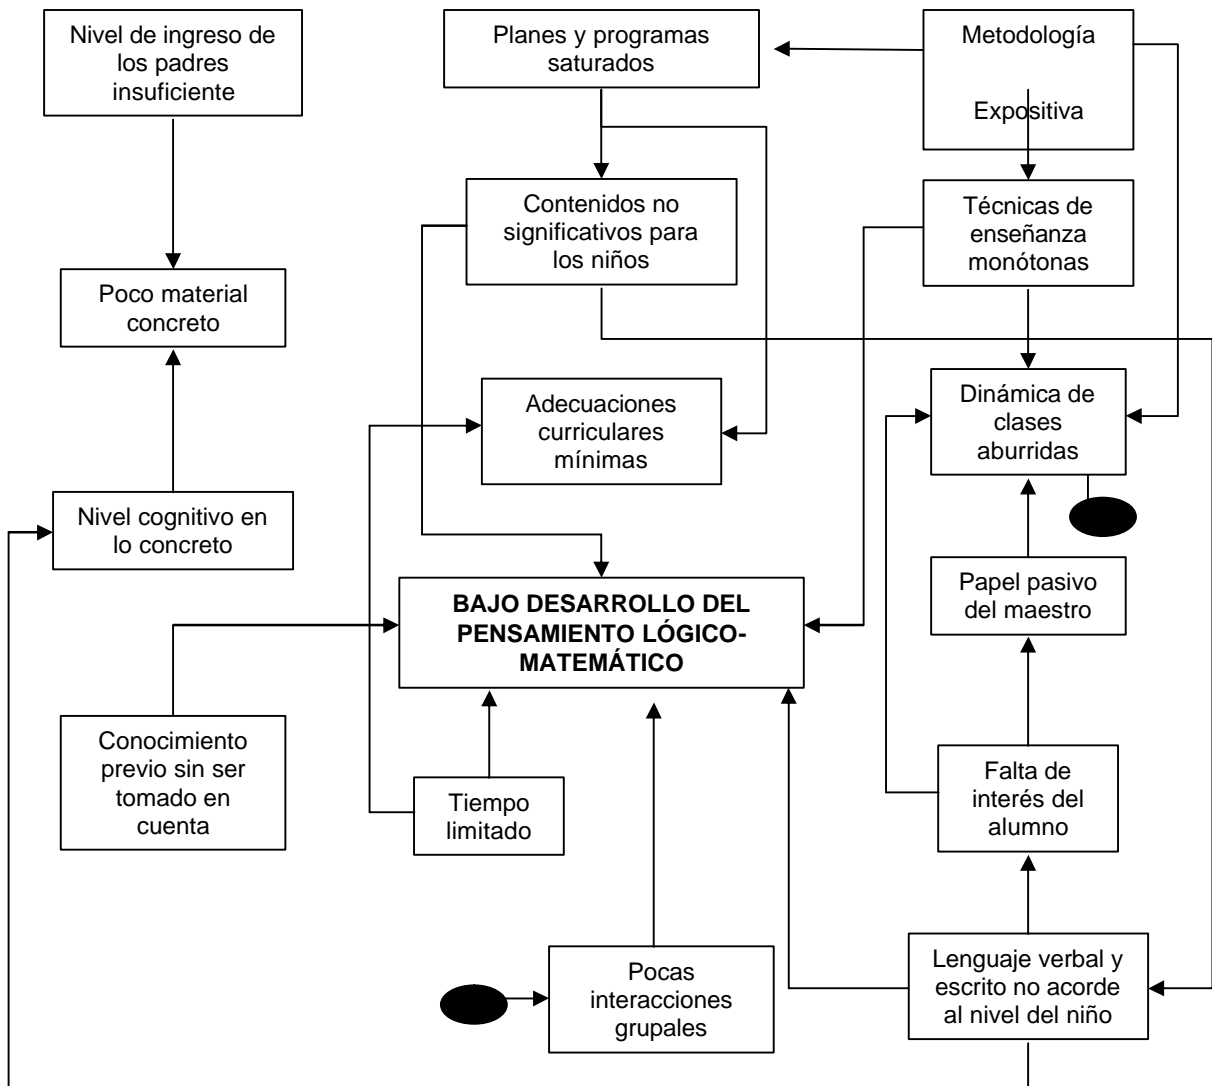 Nivel de ingreso de
los padres
insuficiente
Planes y programas
saturados
Metodología
Expositiva
Contenidos no
significativos para
los niños
Técnicas de
enseñanza
monótonas
Poco material
concreto
Adecuaciones
curriculares
mínimas
Dinámica de
clases
aburridas
Nivel cognitivo en
lo concreto
BAJO DESARROLLO DEL
PENSAMIENTO LÓGICO-
MATEMÁTICO
Papel pasivo
del maestro
Conocimiento
previo sin ser
tomado en
cuenta
Tiempo
limitado
Falta de
interés del
alumno
Pocas
interacciones
grupales
Lenguaje verbal y
escrito no acorde
al nivel del niño